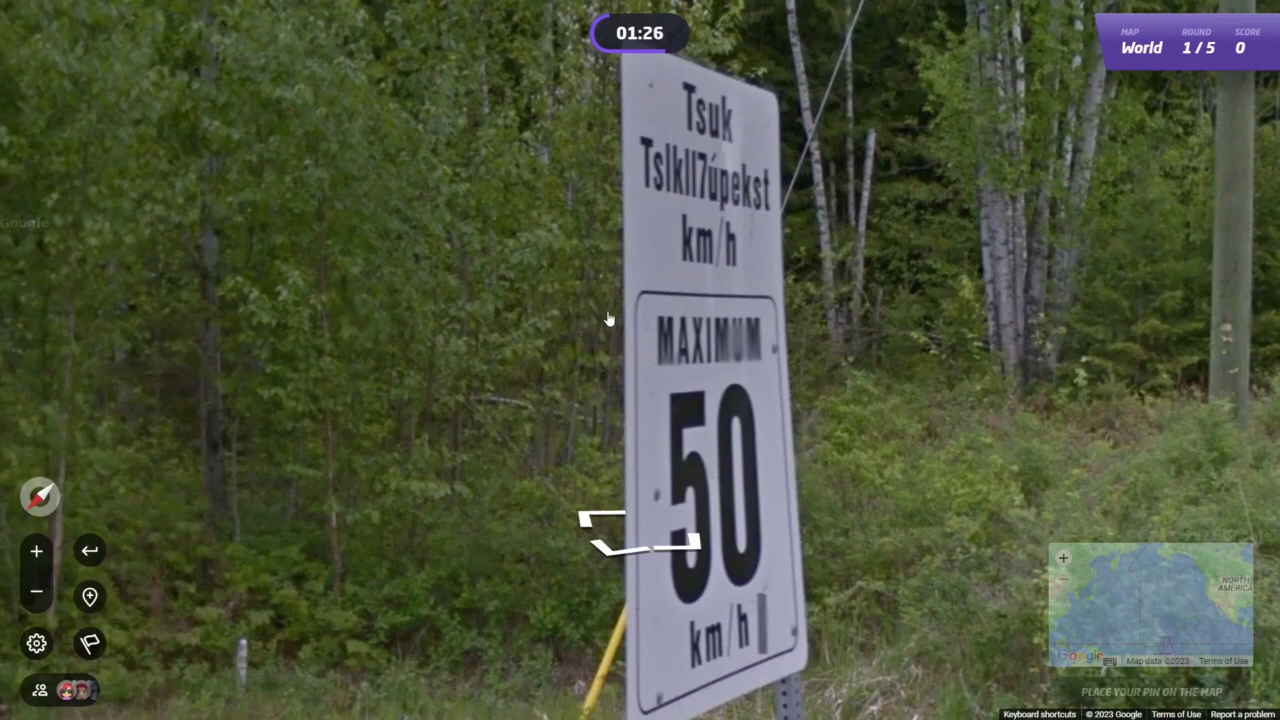 01:26
MAP
World
ROUND
1 / 5
SCORE
0
Tsuk
Tslkll7úpekst
km/h
MAXIMUM
50
km/h
Google
NORTH
AMERICA
Google
Map data ©2023
Terms of Use
PLACE YOUR PIN ON THE MAP
Keyboard shortcuts
© 2023 Google
Terms of Use
Report a problem